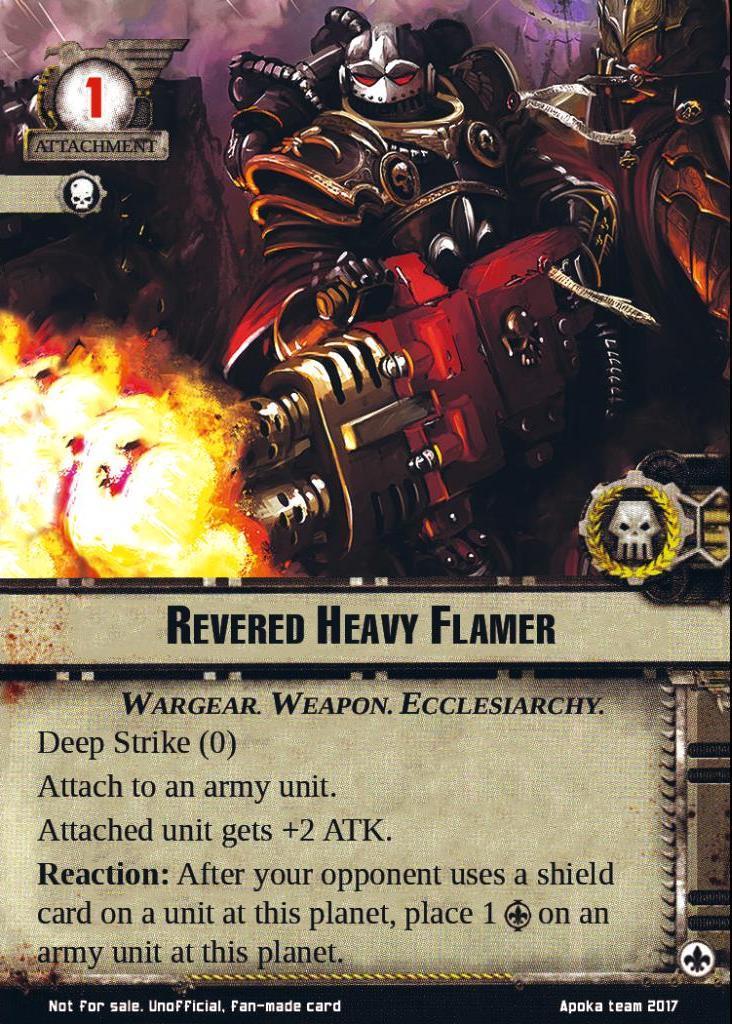 1
ATTACHMENT
REVERED HEAVY FLAMER
WARGEAR. WEAPON. ECCLESIARCHY.
Deep Strike (0)
Attach to an army unit.
Attached unit gets +2 ATK.
Reaction: After your opponent uses a shield
card on a unit at this planet, place 1 on an
army unit at this planet.
Not for sale. Unofficial, fan-made card
Apoka team 2017